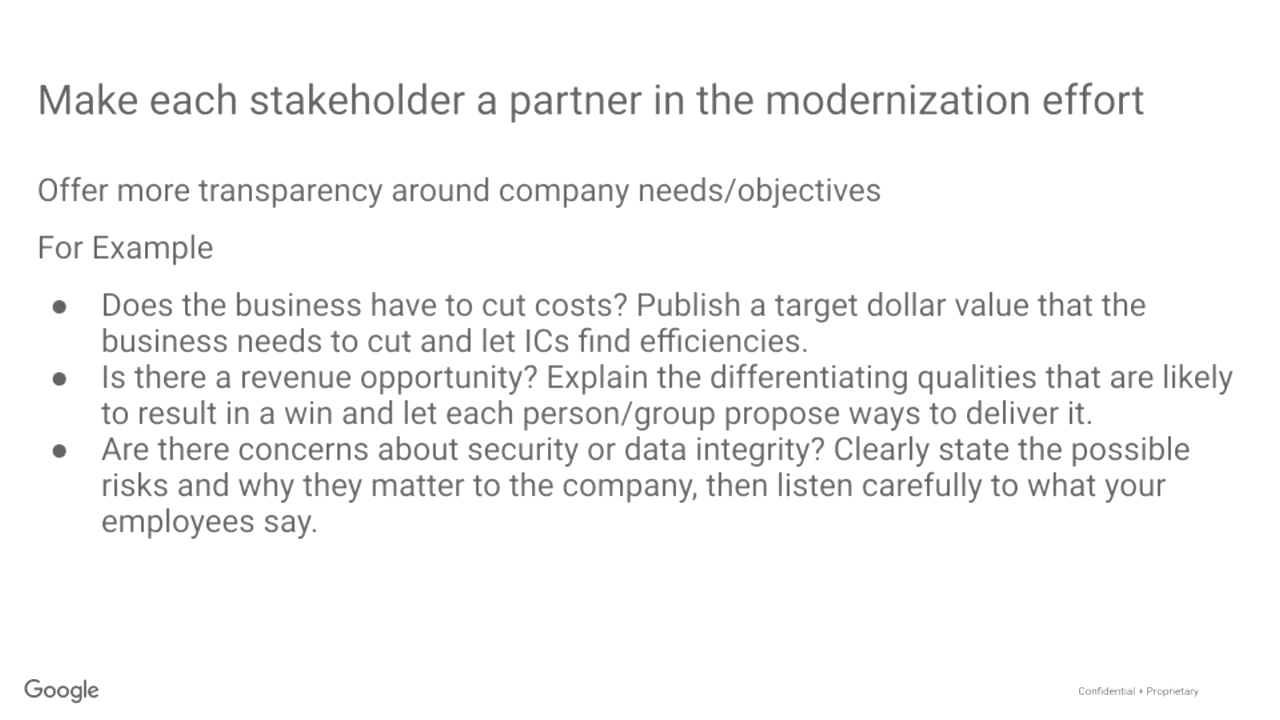 Make each stakeholder a partner in the modernization effort
Offer more transparency around company needs/objectives
For Example
● Does the business have to cut costs? Publish a target dollar value that the
business needs to cut and let ICs find efficiencies.
● Is there a revenue opportunity? Explain the differentiating qualities that are likely
to result in a win and let each person/group propose ways to deliver it.
● Are there concerns about security or data integrity? Clearly state the possible
risks and why they matter to the company, then listen carefully to what your
employees say.
Google
Confidential + Proprietary